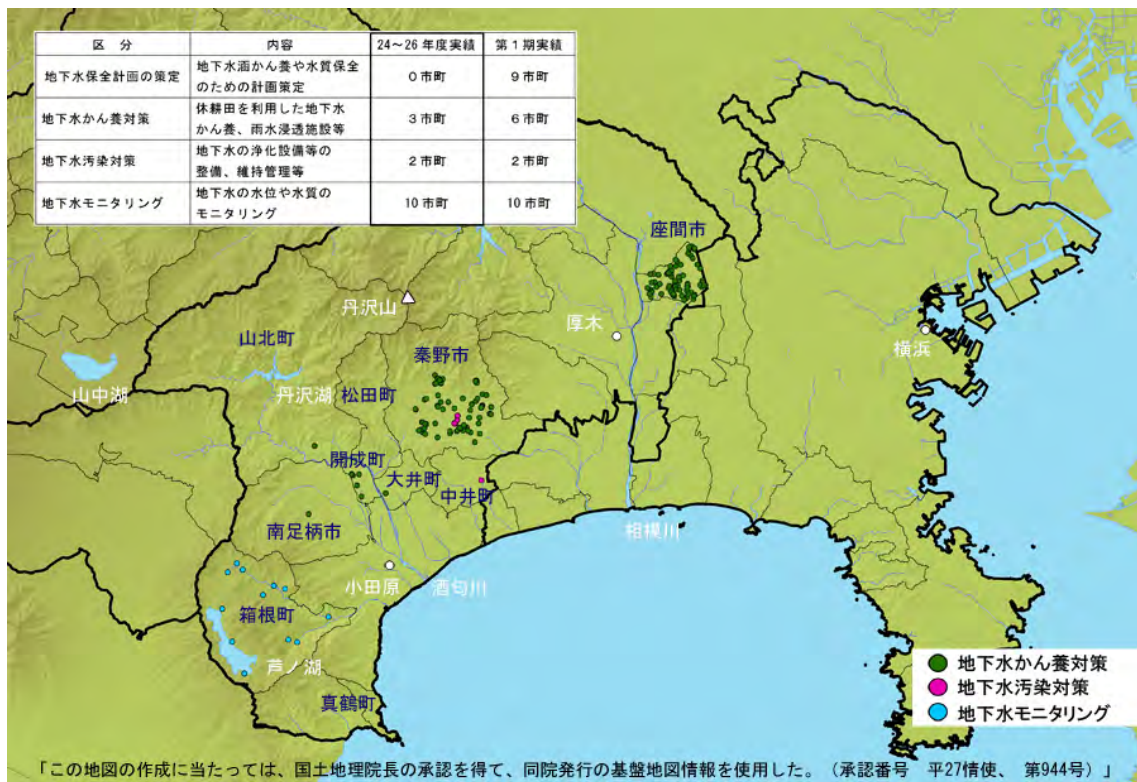 区 分 内容 24～26 年度実績 第1期実績
地下水保全計画の策定 地下水涵かん養や水質保全 0市町 9市町
のための計画策定
地下水かん養対策 休耕田を利用した地下水 3市町 6市町
かん養、雨水浸透施設等
地下水汚染対策 地下水の浄化設備等の 2市町 2市町
整備、維持管理等
地下水モニタリング 地下水の水位や水質の 10市町 10市町
モニタリング
座間市
丹沢山
厚木
横浜
山北町
秦野市
山中湖
丹沢湖
松田町
開成町
大井町
中井町
南足柄市
相模川
小田原
酒匂川
箱根町
芦ノ湖
真鶴町
地下水かん養対策
地下水汚染対策
地下水モニタリング
「この地図の作成に当たっては、国土地理院長の承認を得て、同院発行の基盤地図情報を使用した。（承認番号 平27情使、 第944号）」